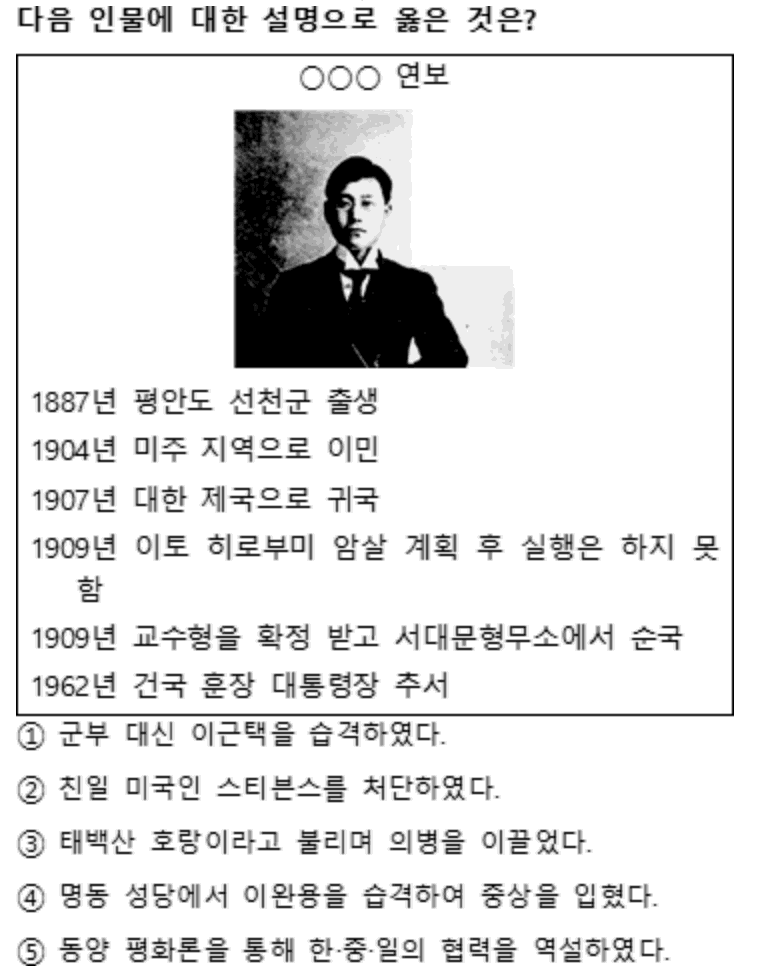 다음 인물에 대한 설명으로 옳은 것은?
○○○ 연보
1887년 평안도 선천군 출생
1904년 미주 지역으로 이민
1907년 대한 제국으로 귀국
1909년 이토 히로부미 암살 계획 후 실행은 하지 못
함
1909년 교수형을 확정 받고 서대문형무소에서 순국
1962년 건국 훈장 대통령장 추서
① 군부 대신 이근택을 습격하였다.
② 친일 미국인 스티븐스를 처단하였다.
③ 태백산 호랑이라고 불리며 의병을 이끌었다.
④ 명동 성당에서 이완용을 습격하여 중상을 입혔다.
⑤ 동양 평화론을 통해 한·중·일의 협력을 역설하였다.